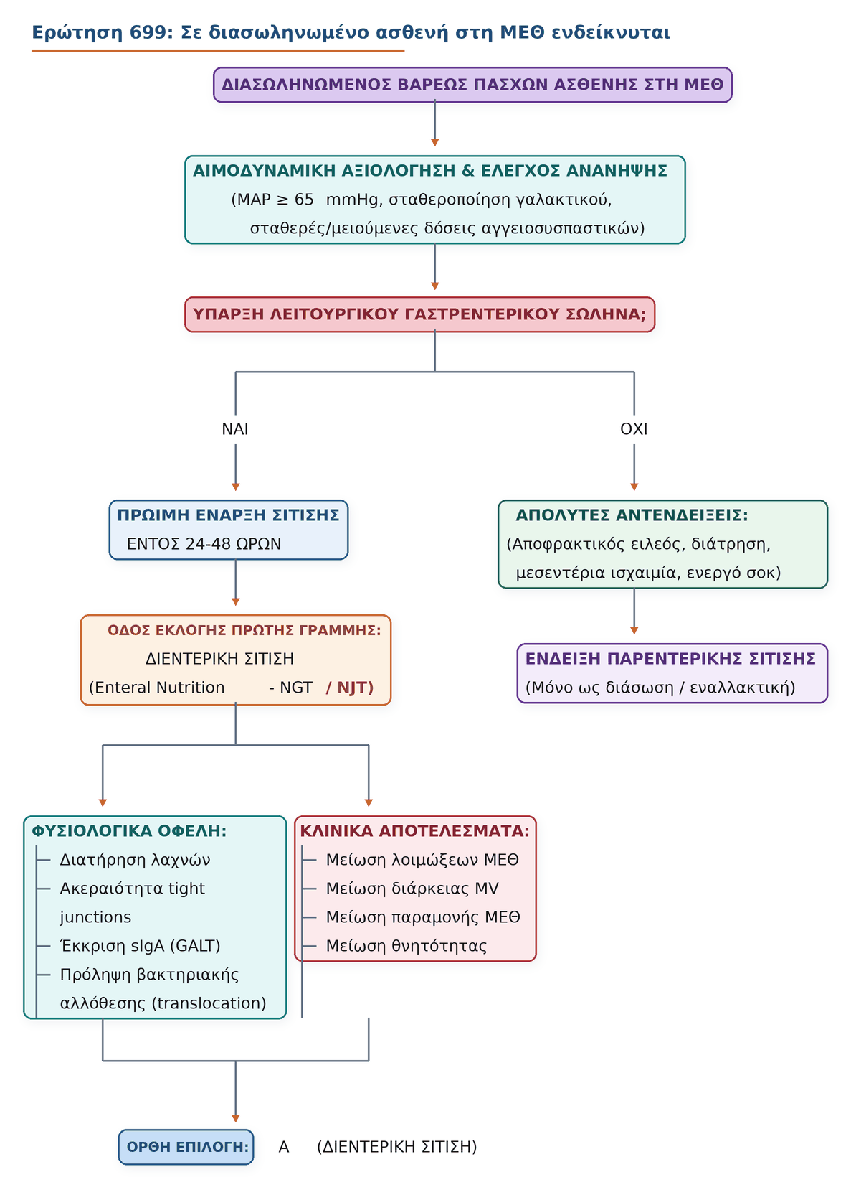 Ερώτηση 699: Σε διασωληνωμένο ασθενή στη ΜΕΘ ενδείκνυται
ΔΙΑΣΩΛΗΝΩΜΕΝΟΣ ΒΑΡΕΩΣ ΠΑΣΧΩΝ ΑΣΘΕΝΗΣ ΣΤΗ ΜΕΘ
ΑΙΜΟΔΥΝΑΜΙΚΗ ΑΞΙΟΛΟΓΗΣΗ & ΕΛΕΓΧΟΣ ΑΝΑΝΗΨΗΣ
(MAP ≥ 65 mmHg, σταθεροποίηση γαλακτικού,
σταθερές/μειούμενες δόσεις αγγειοσυσπαστικών)
ΥΠΑΡΞΗ ΛΕΙΤΟΥΡΓΙΚΟΥ ΓΑΣΤΡΕΝΤΕΡΙΚΟΥ ΣΩΛΗΝΑ;
ΝΑΙ
ΟΧΙ
ΠΡΩΙΜΗ ΕΝΑΡΞΗ ΣΙΤΙΣΗΣ
ΕΝΤΟΣ 24-48 ΩΡΩΝ
ΑΠΟΛΥΤΕΣ ΑΝΤΕΝΔΕΙΞΕΙΣ:
(Αποφρακτικός ειλεός, διάτρηση,
μεσεντέρια ισχαιμία, ενεργό σοκ)
ΟΔΟΣ ΕΚΛΟΓΗΣ ΠΡΩΤΗΣ ΓΡΑΜΜΗΣ:
ΔΙΕΝΤΕΡΙΚΗ ΣΙΤΙΣΗ
(Enteral Nutrition - NGT / NJT)
ΕΝΔΕΙΞΗ ΠΑΡΕΝΤΕΡΙΚΗΣ ΣΙΤΙΣΗΣ
(Μόνο ως διάσωση / εναλλακτική)
ΦΥΣΙΟΛΟΓΙΚΑ ΟΦΕΛΗ:
Διατήρηση λαχνών
Ακεραιότητα tight
junctions
Έκκριση sIgA (GALT)
Πρόληψη βακτηριακής
αλλόθεσης (translocation)
ΚΛΙΝΙΚΑ ΑΠΟΤΕΛΕΣΜΑΤΑ:
Μείωση λοιμώξεων ΜΕΘ
Μείωση διάρκειας MV
Μείωση παραμονής ΜΕΘ
Μείωση θνητότητας
ΟΡΘΗ ΕΠΙΛΟΓΗ: Α (ΔΙΕΝΤΕΡΙΚΗ ΣΙΤΙΣΗ)